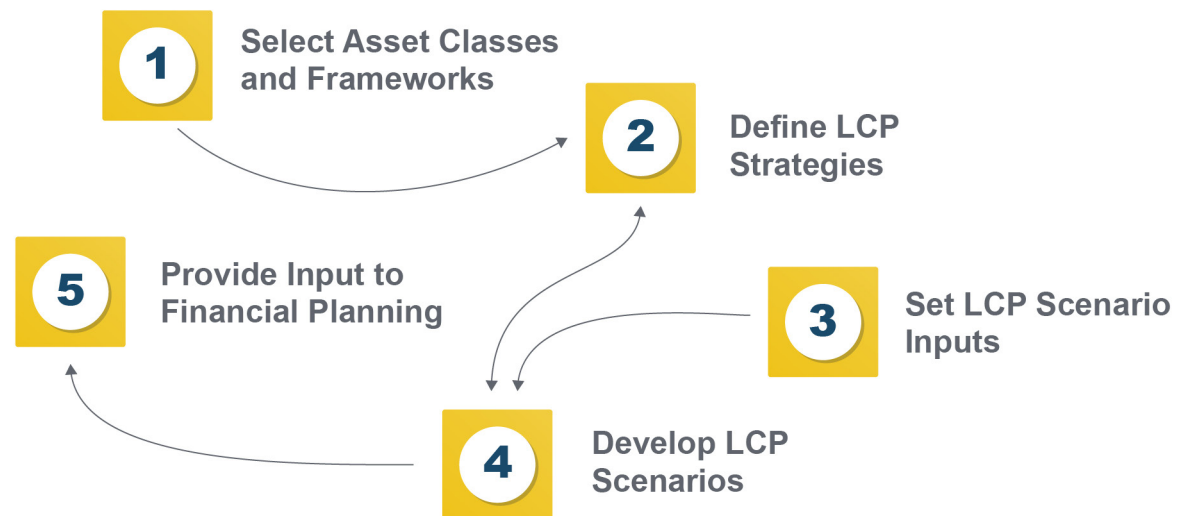 1
Select Asset Classes
and Frameworks
2
Define LCP
Strategies
3
Set LCP Scenario
Inputs
4
Develop LCP
Scenarios
5
Provide Input to
Financial Planning